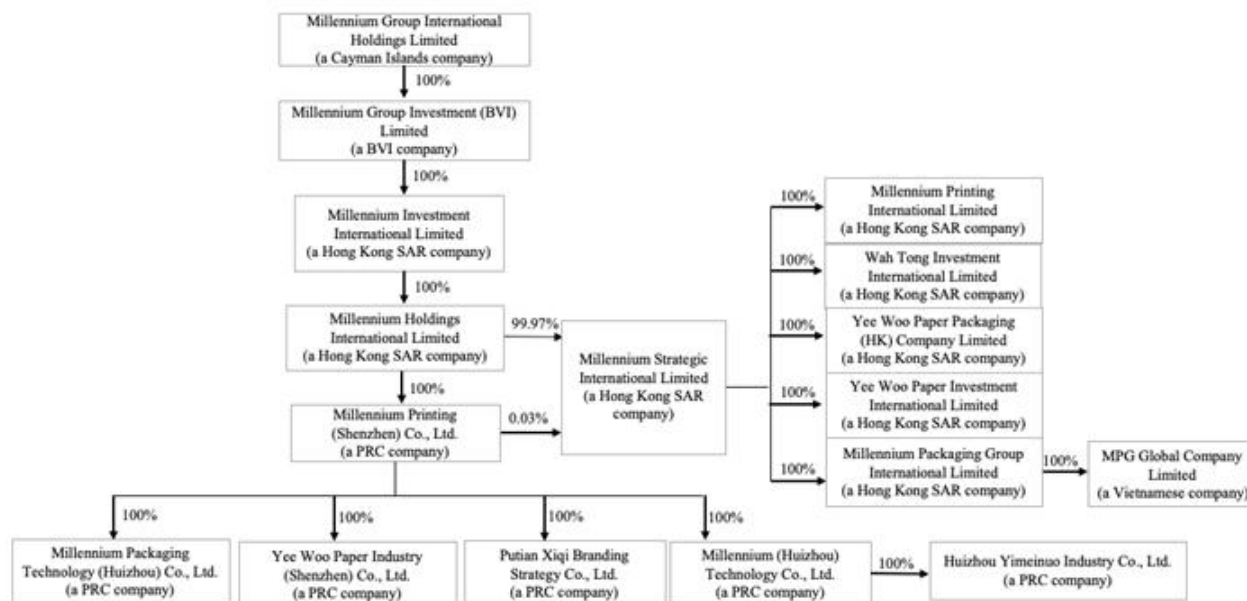 Millennium Group International
Holdings Limited
(a Cayman Islands company)
100%
Millennium Group Investment (BVI)
Limited
(a BVI company)
100%
Millennium Investment
International Limited
(a Hong Kong SAR company)
100%
Millennium Holdings
International Limited
(a Hong Kong SAR company)
99.97%
100%
Millennium Printing
(Shenzhen) Co., Ltd.
(a PRC company)
0.03%
Millennium Strategic
International Limited
(a Hong Kong SAR
company)
100%
Millennium Printing
International Limited
(a Hong Kong SAR company)
100%
Wah Tong Investment
International Limited
(a Hong Kong SAR company)
100%
Yee Woo Paper Packaging
(HK) Company Limited
(a Hong Kong SAR company)
100%
Yee Woo Paper Investment
International Limited
(a Hong Kong SAR company)
100%
Millennium Packaging Group
International Limited
(a Hong Kong SAR company)
100%
MPG Global Company
Limited
(a Vietnamese company)
100%
Millennium Packaging
Technology (Huizhou) Co., Ltd.
(a PRC company)
100%
Yee Woo Paper Industry
(Shenzhen) Co., Ltd.
(a PRC company)
100%
Putian Xiqi Branding
Strategy Co., Ltd.
(a PRC company)
100%
Millennium (Huizhou)
Technology Co., Ltd.
(a PRC company)
100%
Huizhou Yimeinuo Industry Co., Ltd.
(a PRC company)